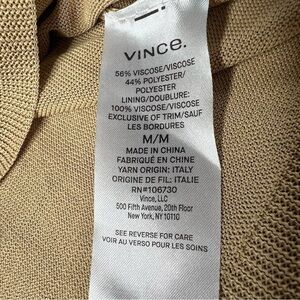 VINCE.
56% VISCOSE/VISCOSE
44% POLYESTER/
POLYESTER
LINING/DOUBLURE:
100% VISCOSE/VISCOSE
EXCLUSIVE OF TRIM/SAUF
LES BORDURES
M/M
MADE IN CHINA
FABRIQUÉ EN CHINE
YARN ORIGIN: ITALY
ORIGINE DE FIL: ITALIE
RN#106730
Vince, LLC
500 Fifth Avenue, 20th Floor
New York, NY 10110
SEE REVERSE FOR CARE
VOIR AU VERSO POUR LES SOINS